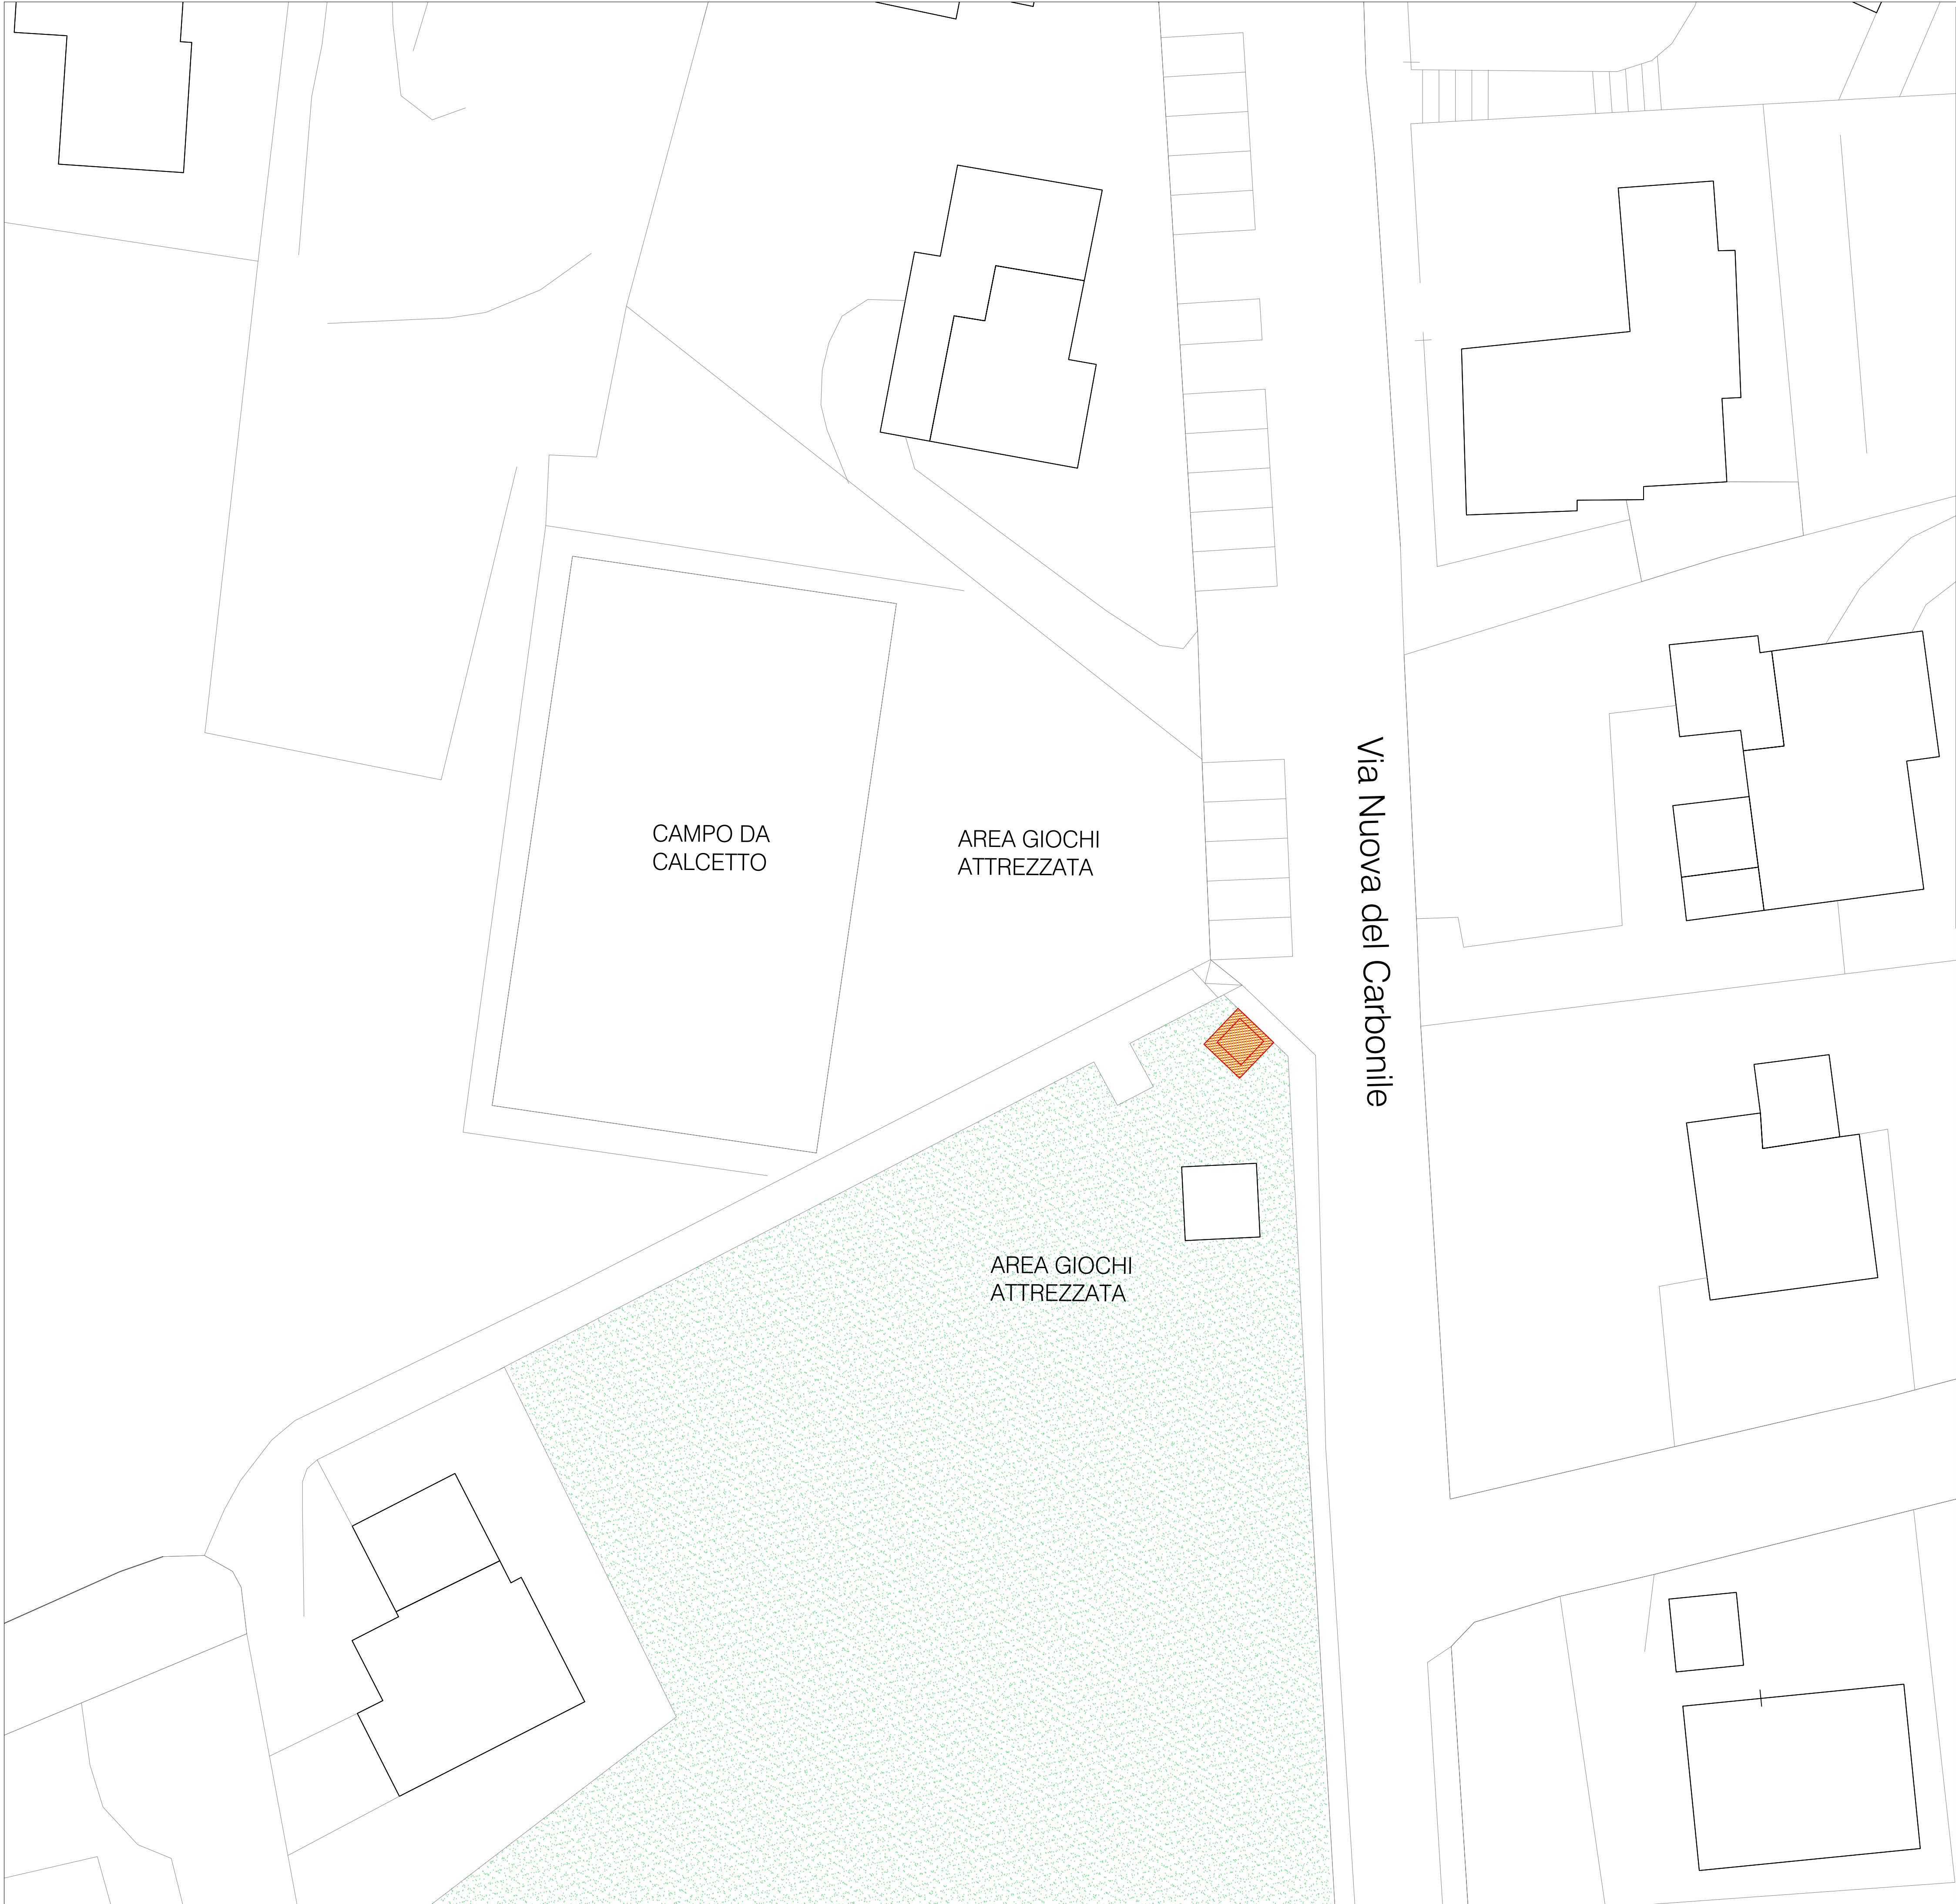 CAMPO DA
CALCETTO
AREA GIOCHI
ATTREZZATA
Via Nuova del Carbonile
AREA GIOCHI
ATTREZZATA